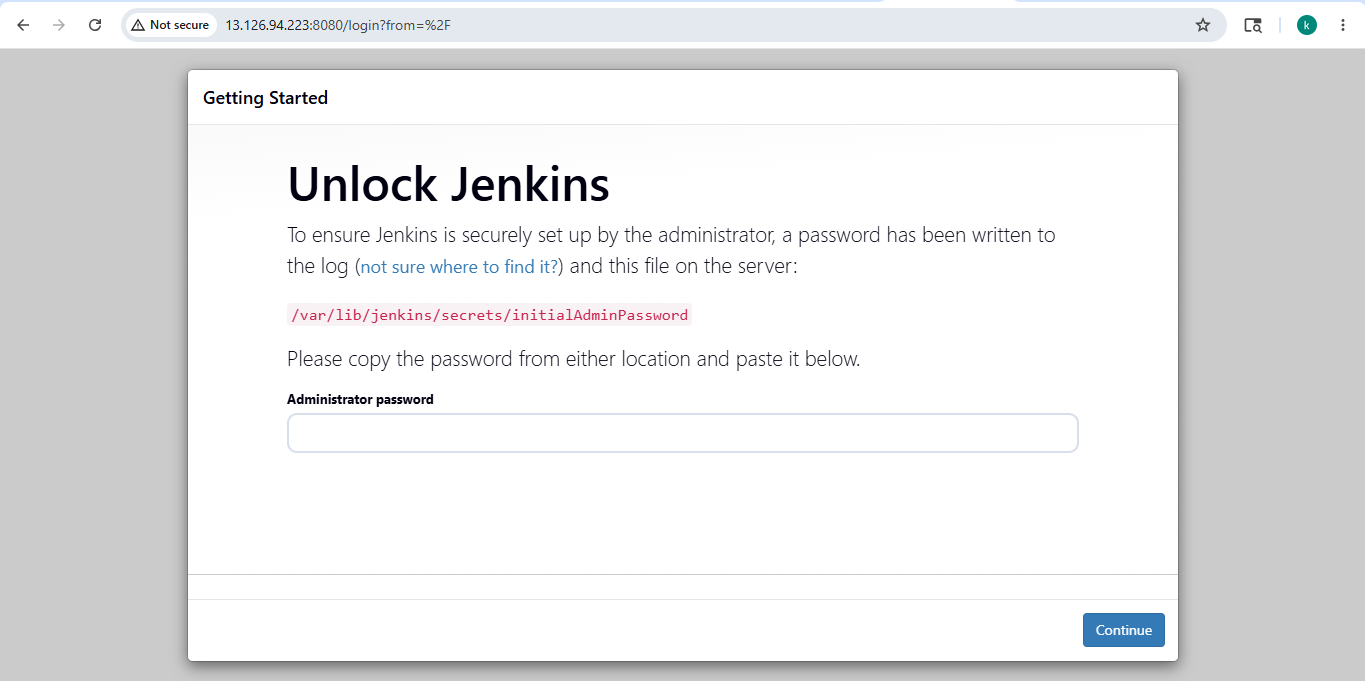 Not secure 13.126.94.223:8080/login?from=%2F
k
Getting Started
Unlock Jenkins
To ensure Jenkins is securely set up by the administrator, a password has been written to
the log (not sure where to find it?) and this file on the server:
/var/lib/jenkins/secrets/initialAdminPassword
Please copy the password from either location and paste it below.
Administrator password
Continue